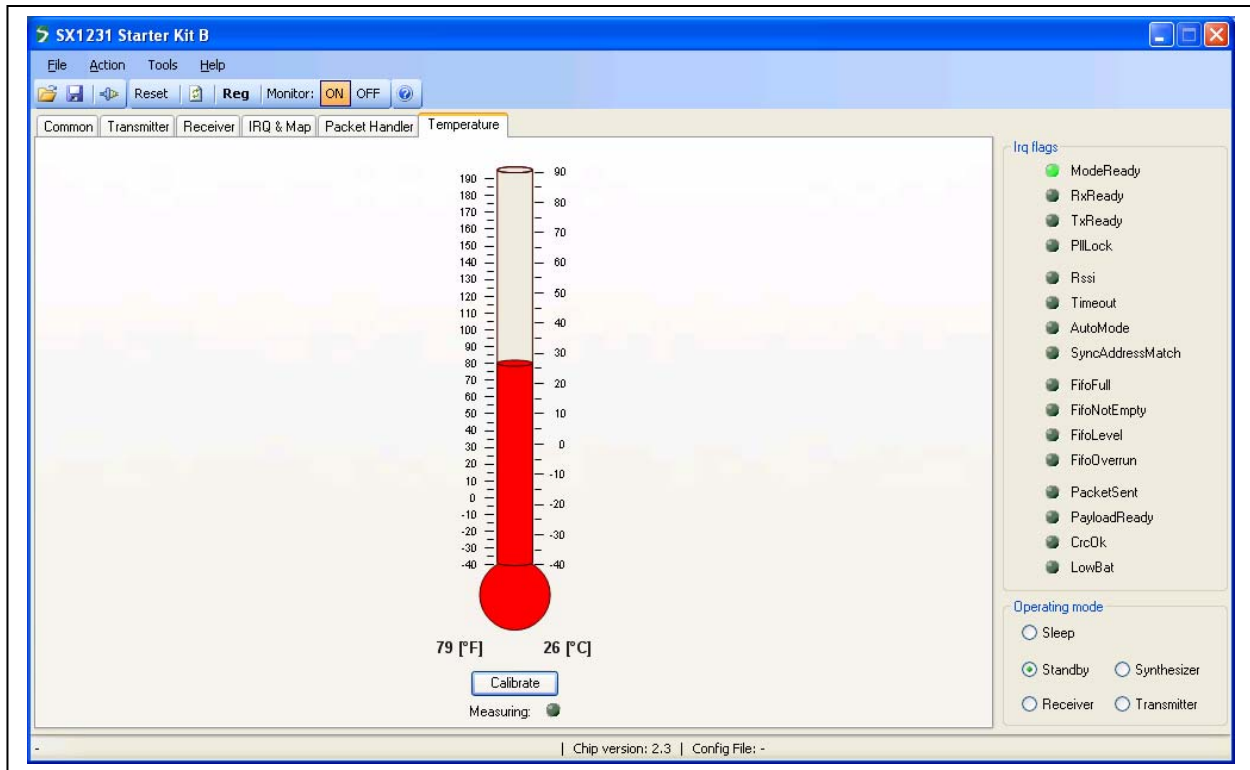 SX1231 Starter Kit B
File Action Tools Help
Reset Reg Monitor: ON OFF
Common Transmitter Receiver IRQ & Map Packet Handler Temperature
190
180
170
160
150
140
130
120
110
100
90
80
70
60
50
40
30
20
10
0
-10
-20
-30
-40
90
80
70
60
50
40
30
20
10
0
-10
-20
-30
-40
79 [°F] 26 [°C]
Calibrate
Measuring:
Irq flags
ModeReady
RxReady
TxReady
PllLock
Rssi
Timeout
AutoMode
SyncAddressMatch
FifoFull
FifoNotEmpty
FifoLevel
FifoOverrun
PacketSent
PayloadReady
CrcOk
LowBat
Operating mode
Sleep
Standby Synthesizer
Receiver Transmitter
- | Chip version: 2.3 | Config File: -